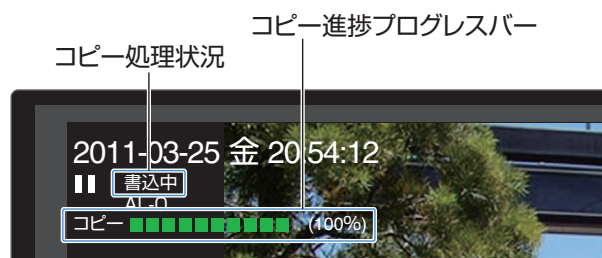 コピー進捗プログレスバー
コピー処理状況
2011-03-25 金 20:54:12
書込中
コピー (100%)